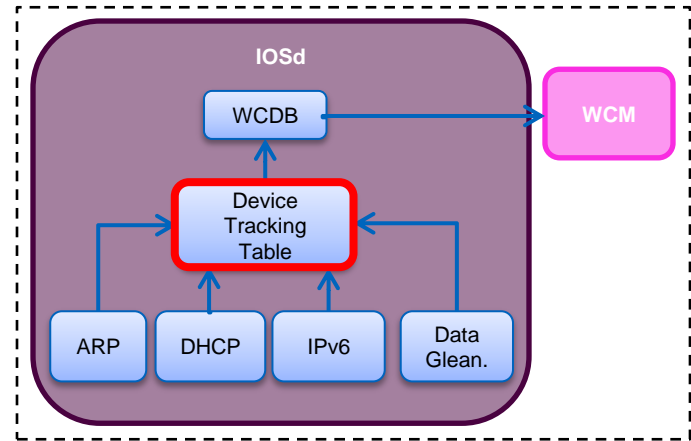 IOSd
WCDB
WCM
Device
Tracking
Table
ARP
DHCP
IPv6
Data
Glean.